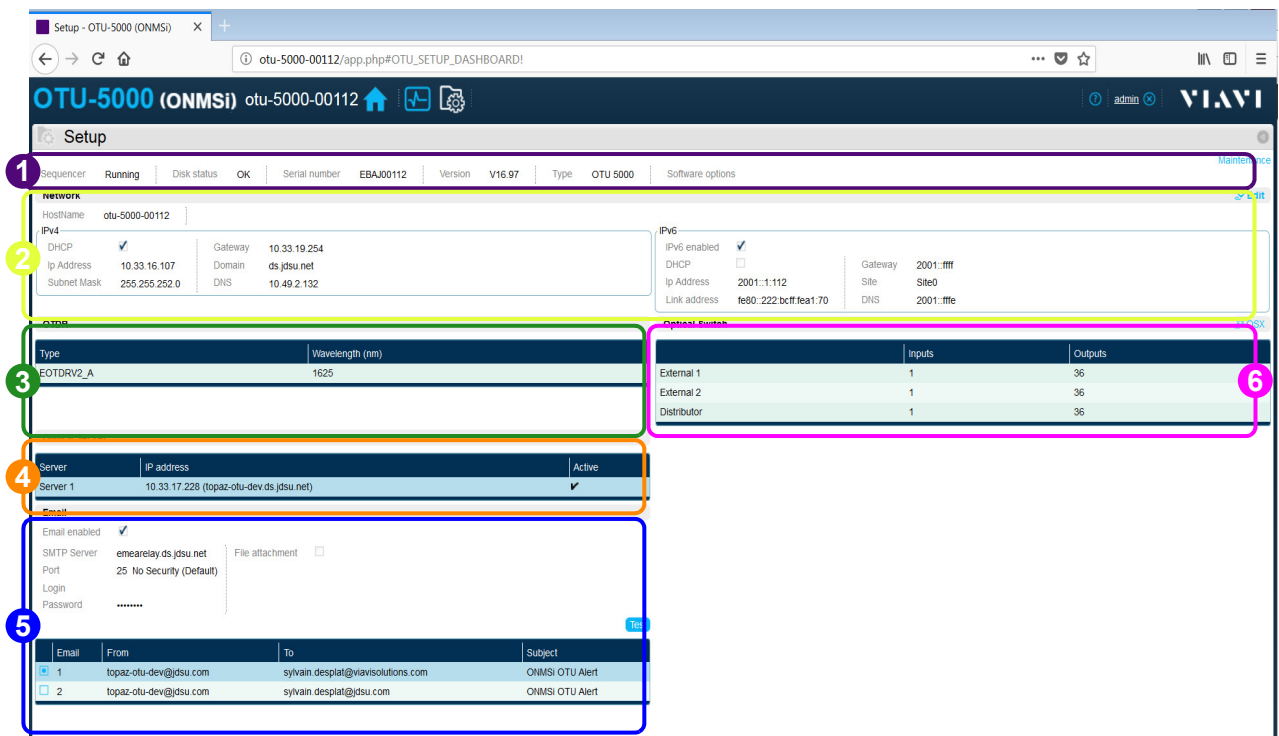 Setup - OTU-5000 (ONMSi)
otu-5000-00112/app.php#OTU_SETUP_DASHBOARD!
OTU-5000 (ONMSi) otu-5000-00112
admin
VIAVI
Setup
Maintenance
1
Sequencer Running Disk status OK Serial number EBAJ00112 Version V16.97 Type OTU 5000 Software options
Network
Edit
HostName otu-5000-00112
2
IPv4
DHCP Gateway 10.33.19.254
Ip Address 10.33.16.107 Domain ds.jdsu.net
Subnet Mask 255.255.252.0 DNS 10.49.2.132
IPv6
IPv6 enabled
DHCP Gateway 2001::ffff
Ip Address 2001::1:112 Site Site0
Link address fe80::222:bcff:fea1:70 DNS 2001::fffe
OTDR
3
Type Wavelength (nm)
EOTDRV2_A 1625
Optical Switch
OSX
6
Inputs Outputs
External 1 1 36
External 2 1 36
Distributor 1 36
4
Server IP address Active
Server 1 10.33.17.228 (topaz-otu-dev.ds.jdsu.net)
Email
5
Email enabled
SMTP Server emearelay.ds.jdsu.net File attachment
Port 25 No Security (Default)
Login
Password ••••••••
Test
Email From To Subject
1 topaz-otu-dev@jdsu.com sylvain.desplat@viavisolutions.com ONMSi OTU Alert
2 topaz-otu-dev@jdsu.com sylvain.desplat@jdsu.com ONMSi OTU Alert